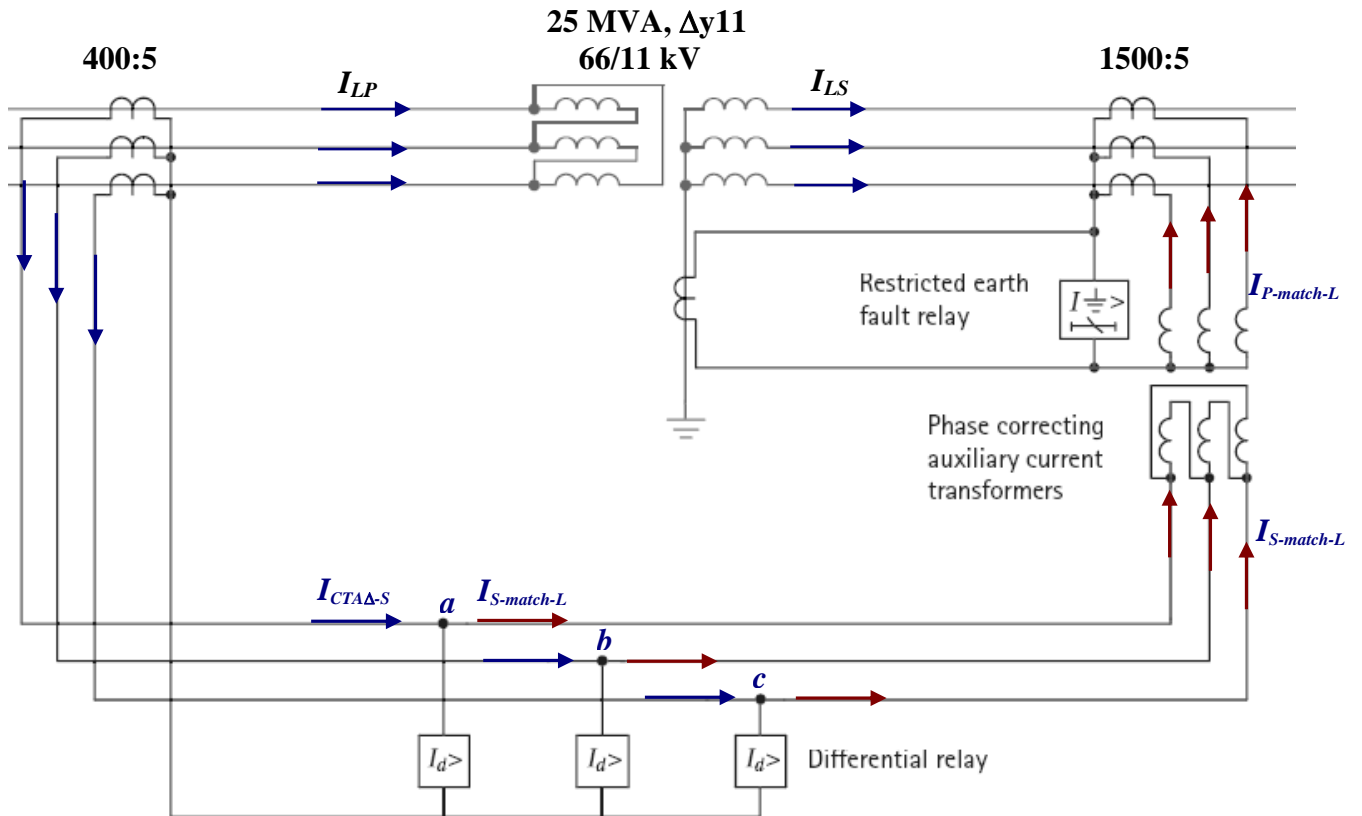 25 MVA, Δy11
400:5
66/11 kV
1500:5
I_LP
I_LS
Restricted earth
fault relay
I ⏚ >
I_P-match-L
Phase correcting
auxiliary current
transformers
I_S-match-L
I_CTAΔ-S
a
I_S-match-L
b
c
I_d>
I_d>
I_d>
Differential relay